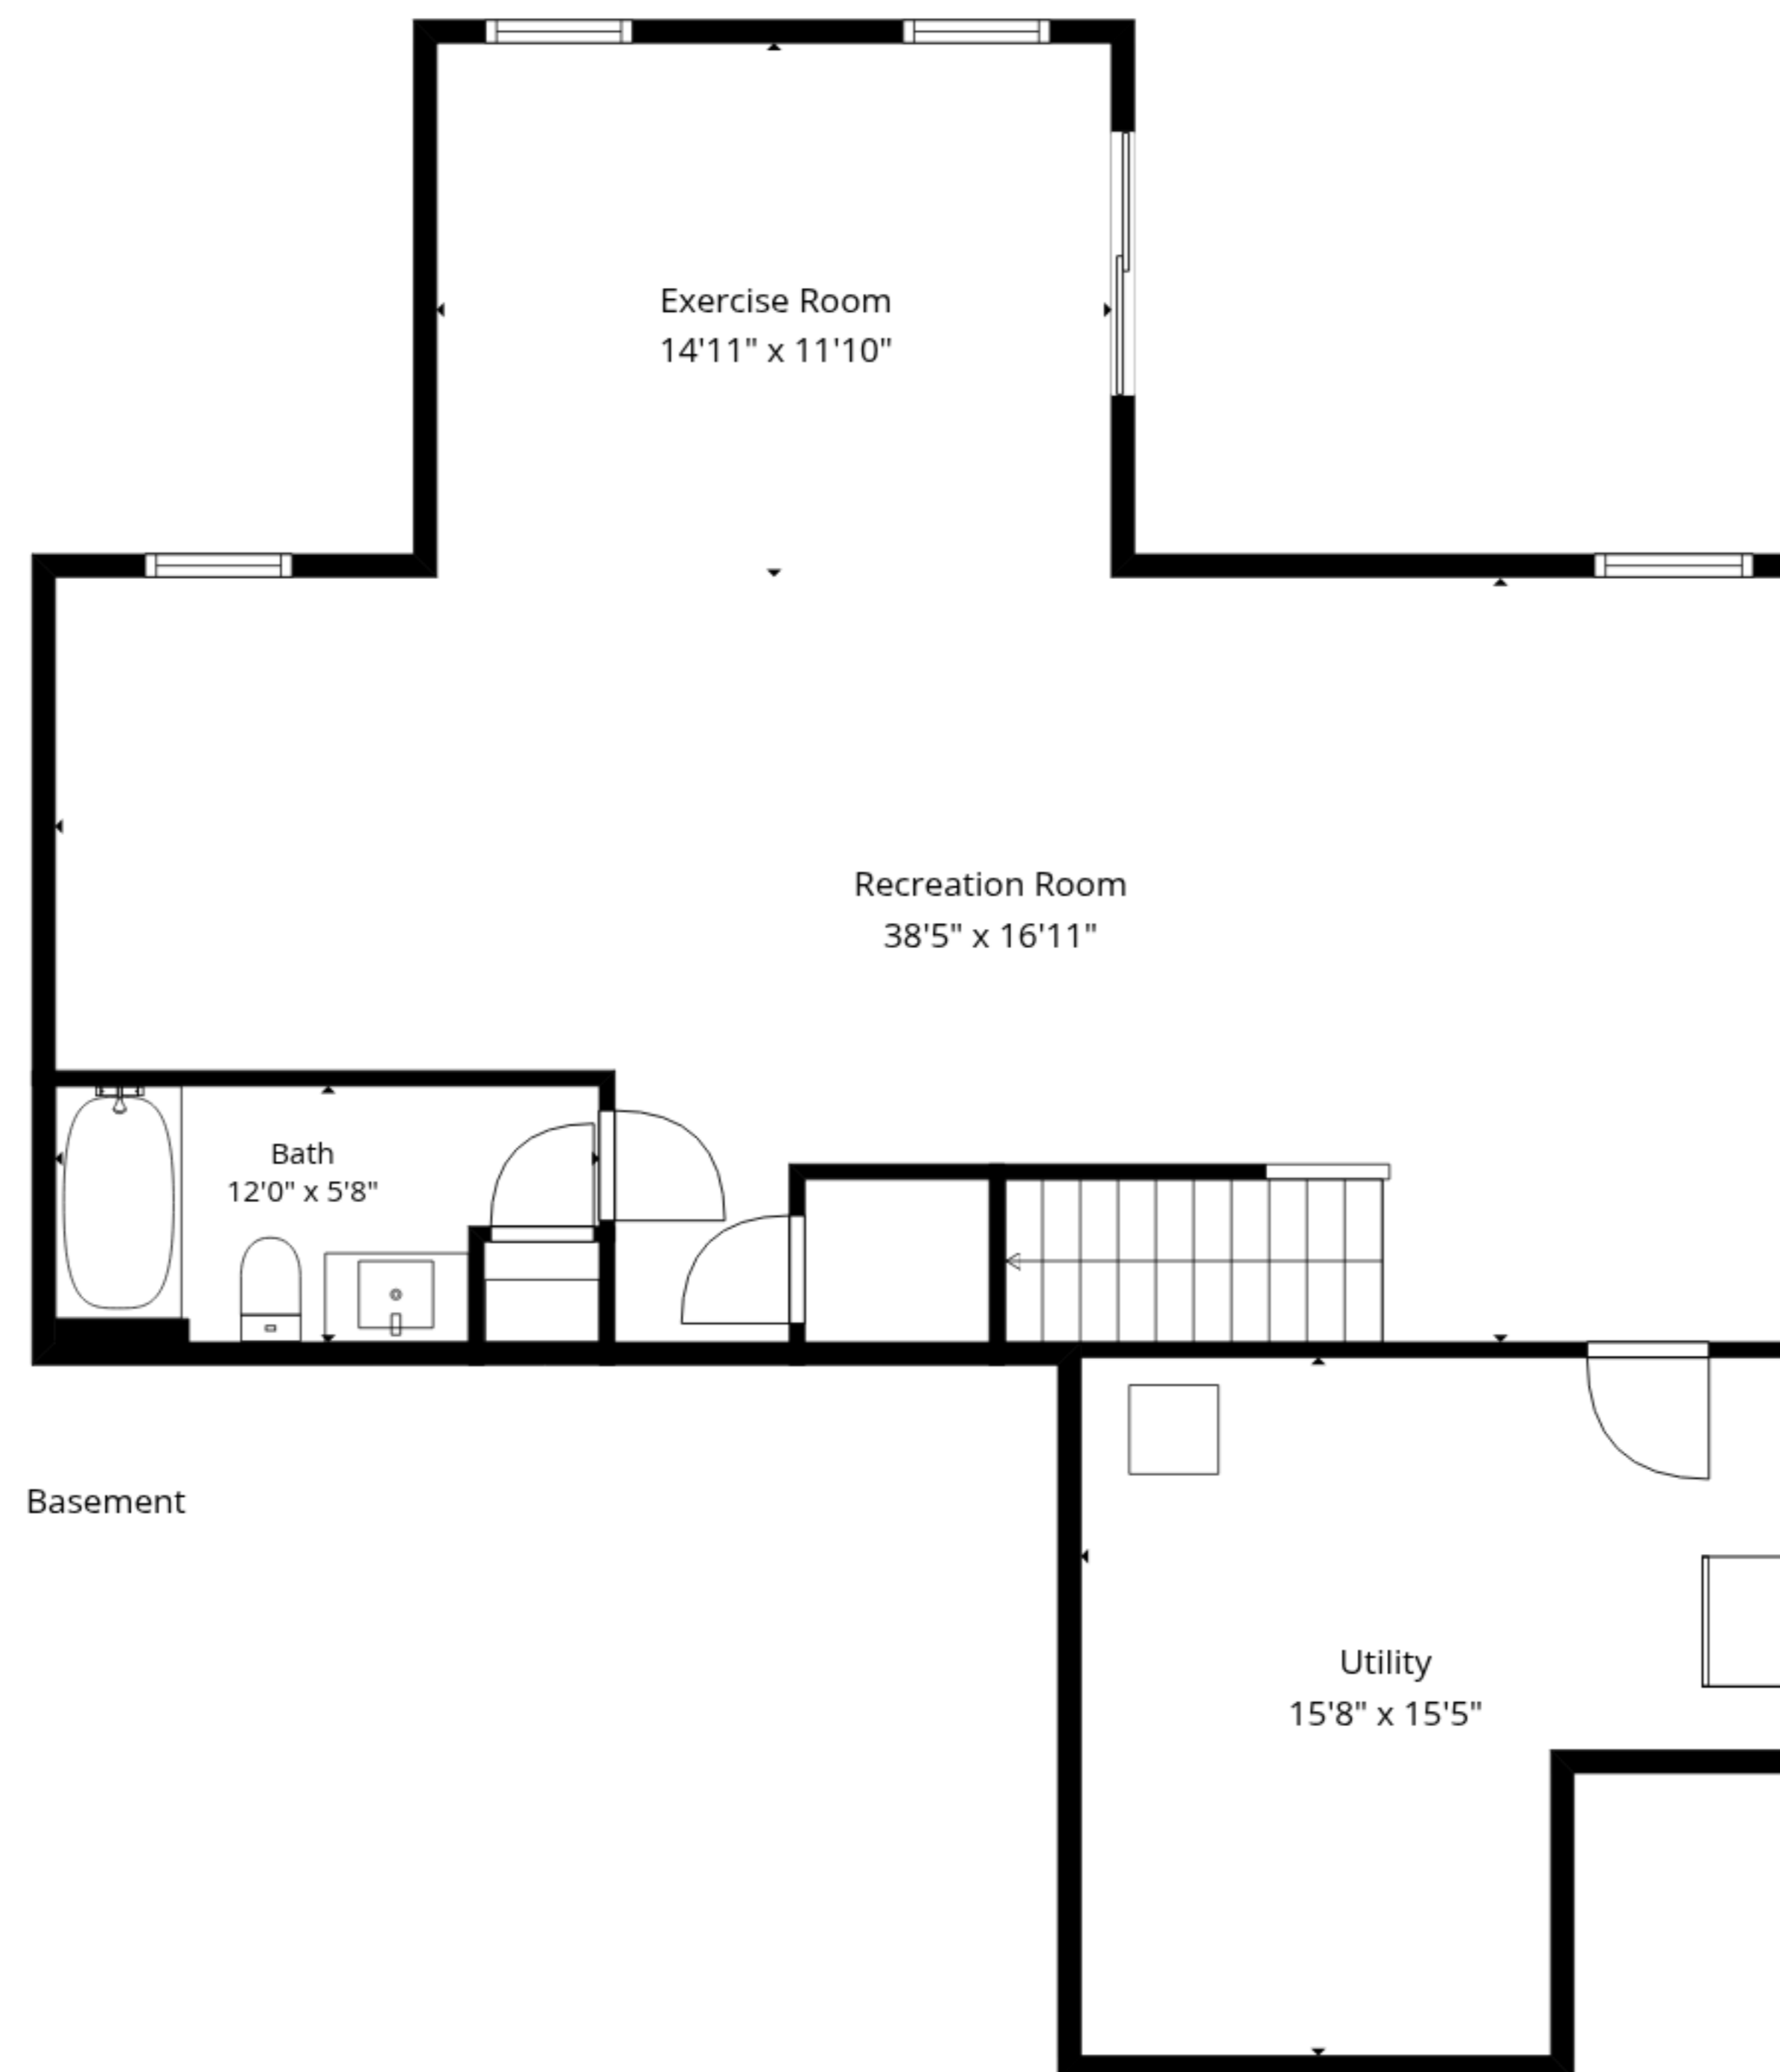 Exercise Room
14'11" x 11'10"
Recreation Room
38'5" x 16'11"
Bath
12'0" x 5'8"
Basement
Utility
15'8" x 15'5"